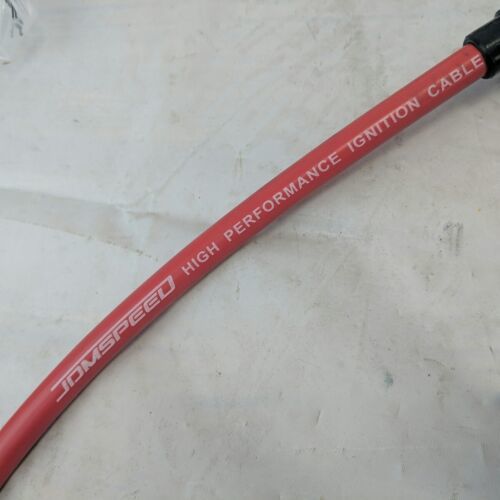 JDMSPEED HIGH PERFORMANCE IGNITION CABLE